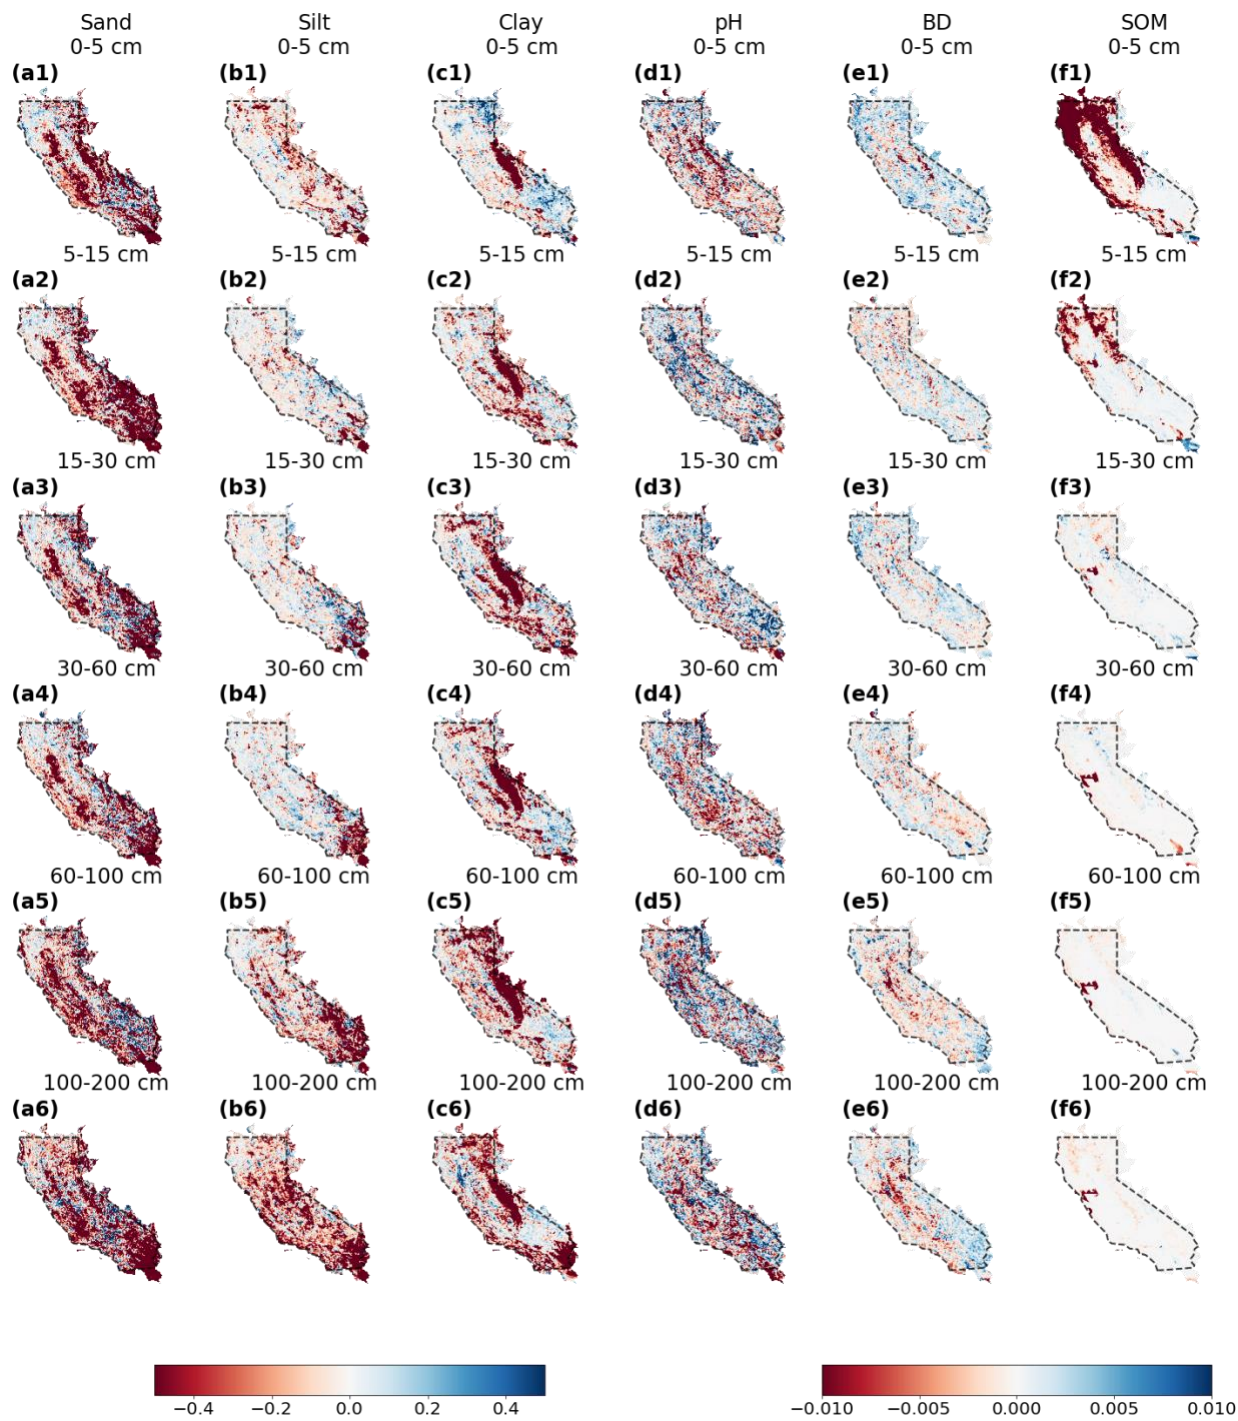 Sand Silt Clay pH BD SOM
0-5 cm 0-5 cm 0-5 cm 0-5 cm 0-5 cm 0-5 cm
(a1) (b1) (c1) (d1) (e1) (f1)
5-15 cm 5-15 cm 5-15 cm 5-15 cm 5-15 cm 5-15 cm
(a2) (b2) (c2) (d2) (e2) (f2)
15-30 cm 15-30 cm 15-30 cm 15-30 cm 15-30 cm 15-30 cm
(a3) (b3) (c3) (d3) (e3) (f3)
30-60 cm 30-60 cm 30-60 cm 30-60 cm 30-60 cm 30-60 cm
(a4) (b4) (c4) (d4) (e4) (f4)
60-100 cm 60-100 cm 60-100 cm 60-100 cm 60-100 cm 60-100 cm
(a5) (b5) (c5) (d5) (e5) (f5)
100-200 cm 100-200 cm 100-200 cm 100-200 cm 100-200 cm 100-200 cm
(a6) (b6) (c6) (d6) (e6) (f6)
−0.4 −0.2 0.0 0.2 0.4 −0.010 −0.005 0.000 0.005 0.010